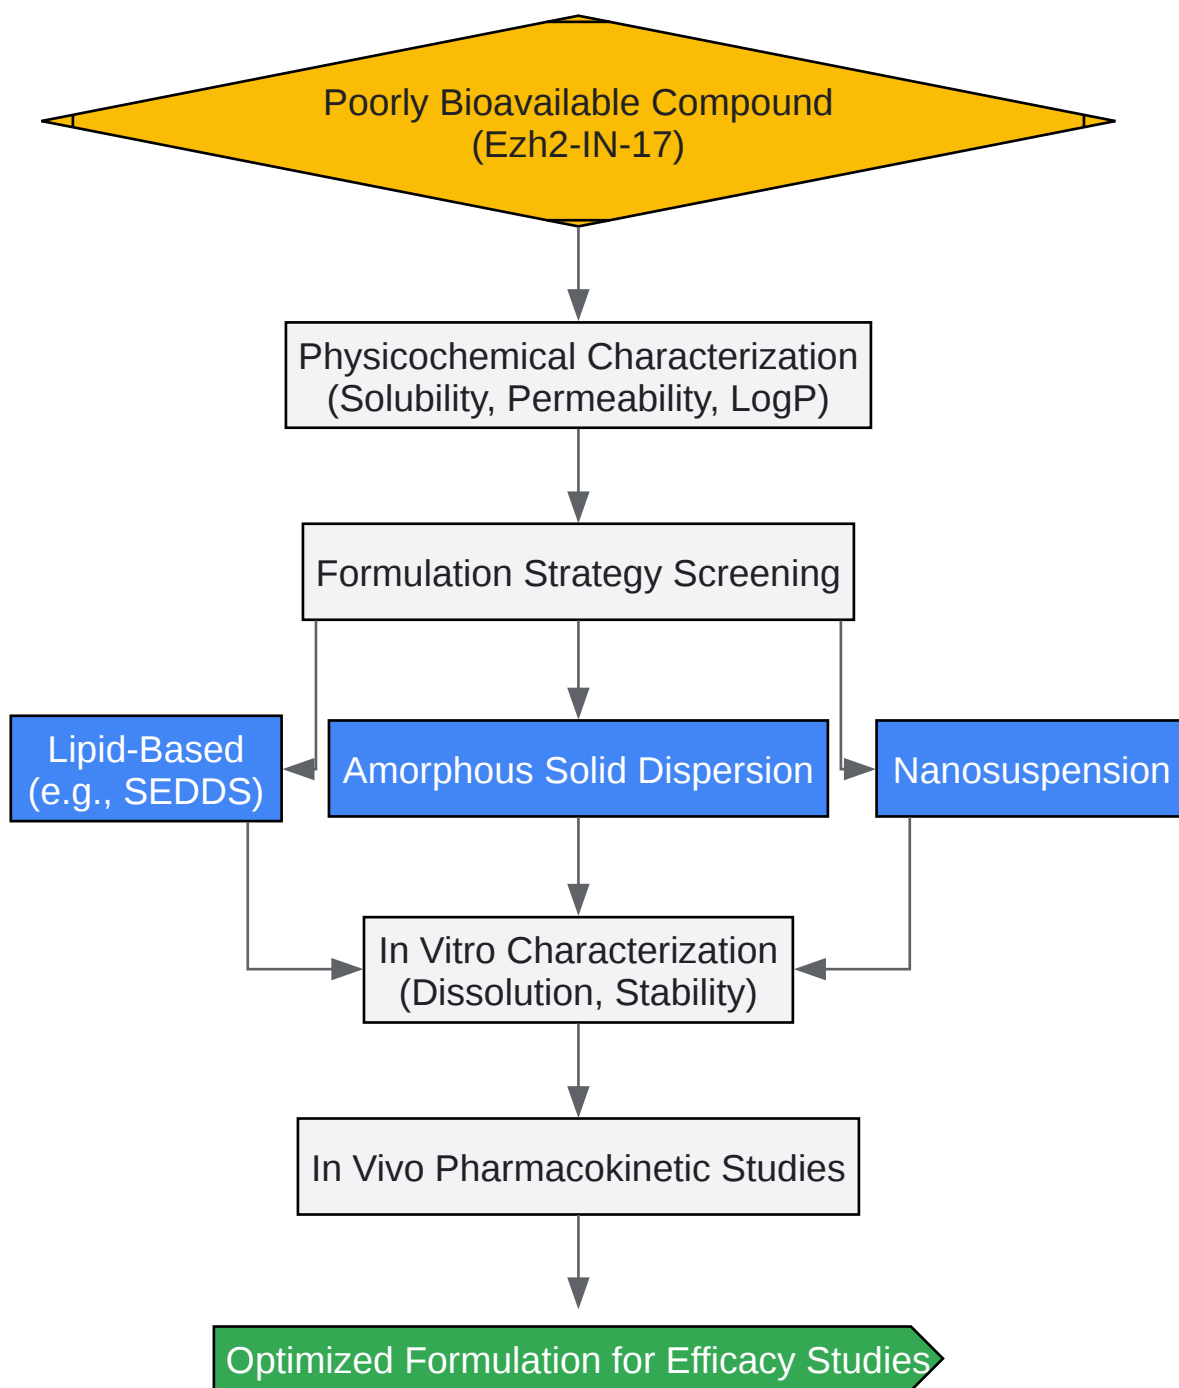 Poorly Bioavailable Compound
(Ezh2-IN-17)
Physicochemical Characterization
(Solubility, Permeability, LogP)
Formulation Strategy Screening
Lipid-Based
(e.g., SEDDS)
Amorphous Solid Dispersion
Nanosuspension
In Vitro Characterization
(Dissolution, Stability)
In Vivo Pharmacokinetic Studies
Optimized Formulation for Efficacy Studies